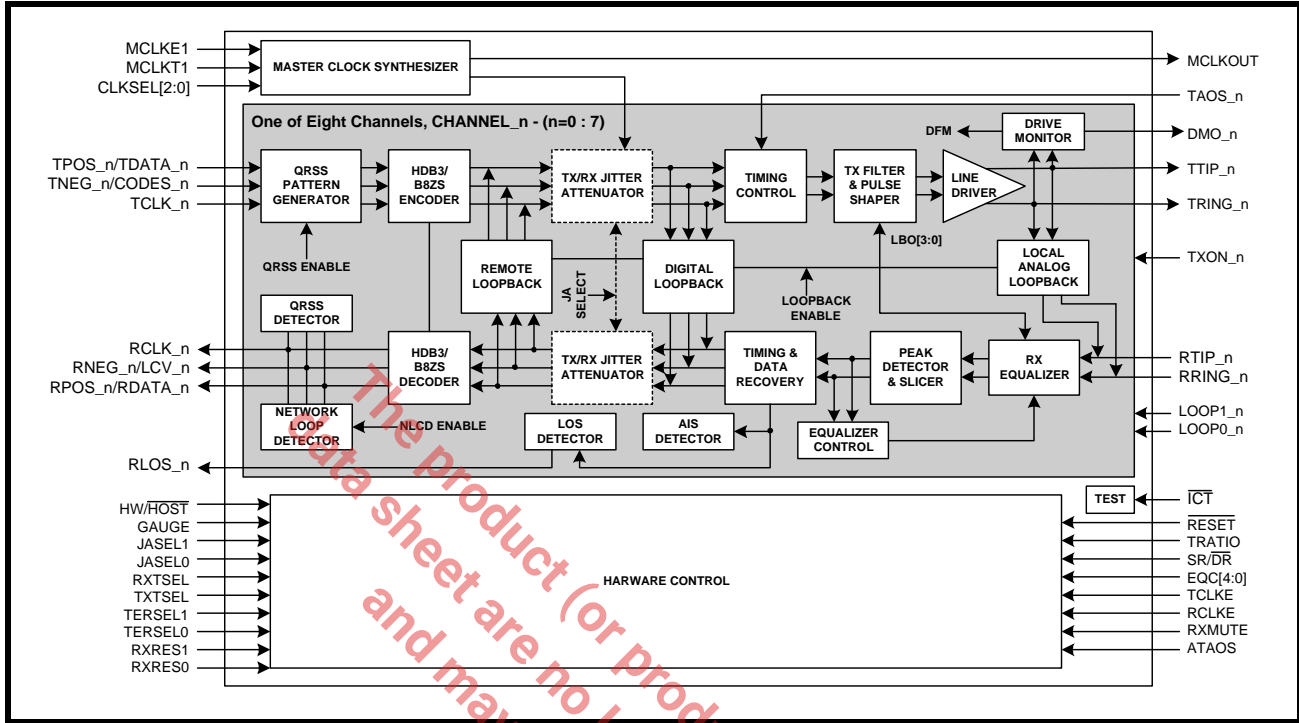 MCLKE1
MCLKT1
CLKSEL[2:0]
MASTER CLOCK SYNTHESIZER
MCLKOUT
TAOS_n
One of Eight Channels, CHANNEL_n - (n=0 : 7)
DFM
DRIVE
MONITOR
DMO_n
TPOS_n/TDATA_n
TNEG_n/CODES_n
TCLK_n
QRSS
PATTERN
GENERATOR
HDB3/
B8ZS
ENCODER
TX/RX JITTER
ATTENUATOR
TIMING
CONTROL
TX FILTER
& PULSE
SHAPER
LINE
DRIVER
TTIP_n
TRING_n
QRSS ENABLE
REMOTE
LOOPBACK
JA
SELECT
DIGITAL
LOOPBACK
LOOPBACK
ENABLE
LBO[3:0]
LOCAL
ANALOG
LOOPBACK
TXON_n
QRSS
DETECTOR
RCLK_n
RNEG_n/LCV_n
RPOS_n/RDATA_n
HDB3/
B8ZS
DECODER
TX/RX JITTER
ATTENUATOR
TIMING &
DATA
RECOVERY
PEAK
DETECTOR
& SLICER
RX
EQUALIZER
RTIP_n
RRING_n
NETWORK
LOOP
DETECTOR
NLCD ENABLE
LOS
DETECTOR
AIS
DETECTOR
EQUALIZER
CONTROL
LOOP1_n
LOOP0_n
RLOS_n
TEST
ICT
HW/HOST
GAUGE
JASEL1
JASEL0
RXTSEL
TXTSEL
TERSEL1
TERSEL0
RXRES1
RXRES0
HARWARE CONTROL
RESET
TRATIO
SR/DR
EQC[4:0]
TCLKE
RCLKE
RXMUTE
ATAOS
The product (or
data sheet are no
and may